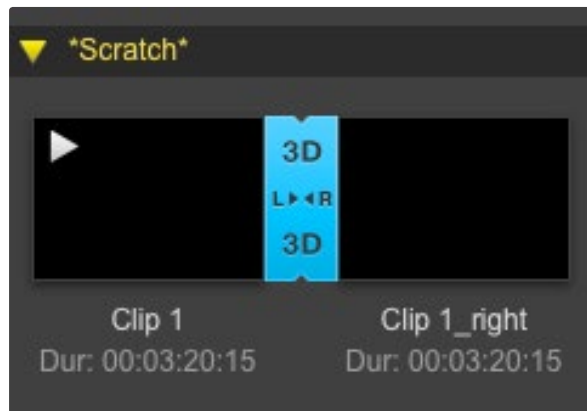 *Scratch*
3D
L R
3D
Clip 1
Clip 1_right
Dur: 00:03:20:15
Dur: 00:03:20:15